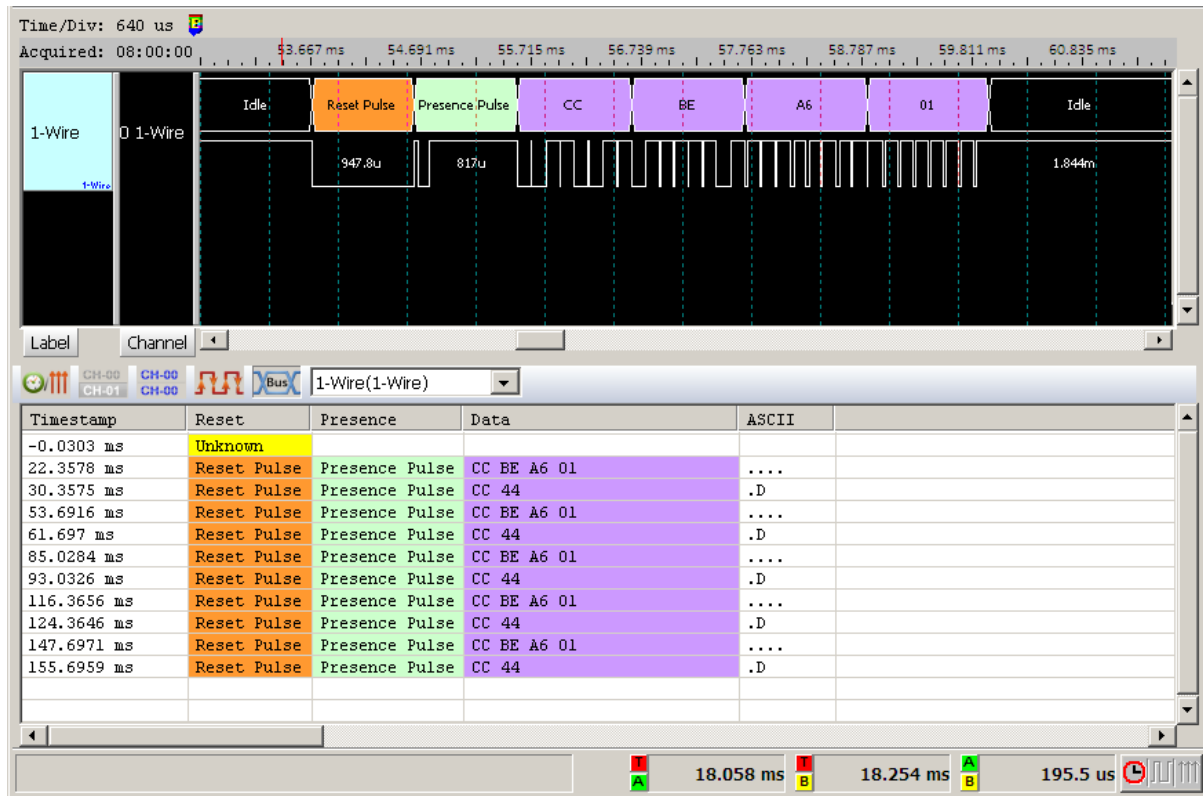 Time/Div: 640 us
Acquired: 08:00:00 53.667 ms 54.691 ms 55.715 ms 56.739 ms 57.763 ms 58.787 ms 59.811 ms 60.835 ms
Idle Reset Pulse Presence Pulse CC BE A6 01 Idle
1-Wire 0 1-Wire
947.8u 817u 1.844m
1-Wire
Label Channel
CH-00 CH-01 CH-00 CH-00 Bus 1-Wire(1-Wire)
Timestamp Reset Presence Data ASCII
-0.0303 ms Unknown
22.3578 ms Reset Pulse Presence Pulse CC BE A6 01 ....
30.3575 ms Reset Pulse Presence Pulse CC 44 .D
53.6916 ms Reset Pulse Presence Pulse CC BE A6 01 ....
61.697 ms Reset Pulse Presence Pulse CC 44 .D
85.0284 ms Reset Pulse Presence Pulse CC BE A6 01 ....
93.0326 ms Reset Pulse Presence Pulse CC 44 .D
116.3656 ms Reset Pulse Presence Pulse CC BE A6 01 ....
124.3646 ms Reset Pulse Presence Pulse CC 44 .D
147.6971 ms Reset Pulse Presence Pulse CC BE A6 01 ....
155.6959 ms Reset Pulse Presence Pulse CC 44 .D
T A 18.058 ms T B 18.254 ms A B 195.5 us